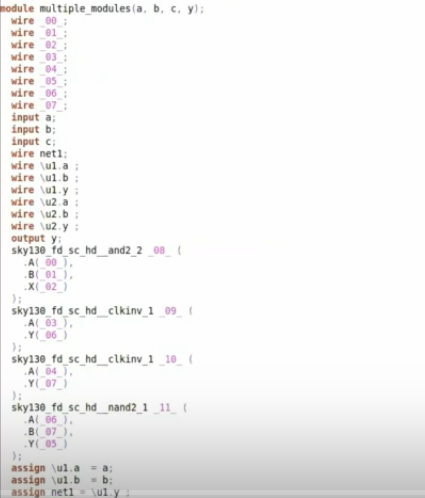 module multiple_modules(a, b, c, y);
wire _00_;
wire _01_;
wire _02_;
wire _03_;
wire _04_;
wire _05_;
wire _06_;
wire _07_;
input a;
input b;
input c;
wire net1;
wire \u1.a ;
wire \u1.b ;
wire \u1.y ;
wire \u2.a ;
wire \u2.b ;
wire \u2.y ;
output y;
sky130_fd_sc_hd__and2_2 _08_ (
.A(_00_),
.B(_01_),
.X(_02_)
);
sky130_fd_sc_hd__clkinv_1 _09_ (
.A(_03_),
.Y(_06_)
);
sky130_fd_sc_hd__clkinv_1 _10_ (
.A(_04_),
.Y(_07_)
);
sky130_fd_sc_hd__nand2_1 _11_ (
.A(_06_),
.B(_07_),
.Y(_05_)
);
assign \u1.a  = a;
assign \u1.b  = b;
assign net1 = \u1.y ;